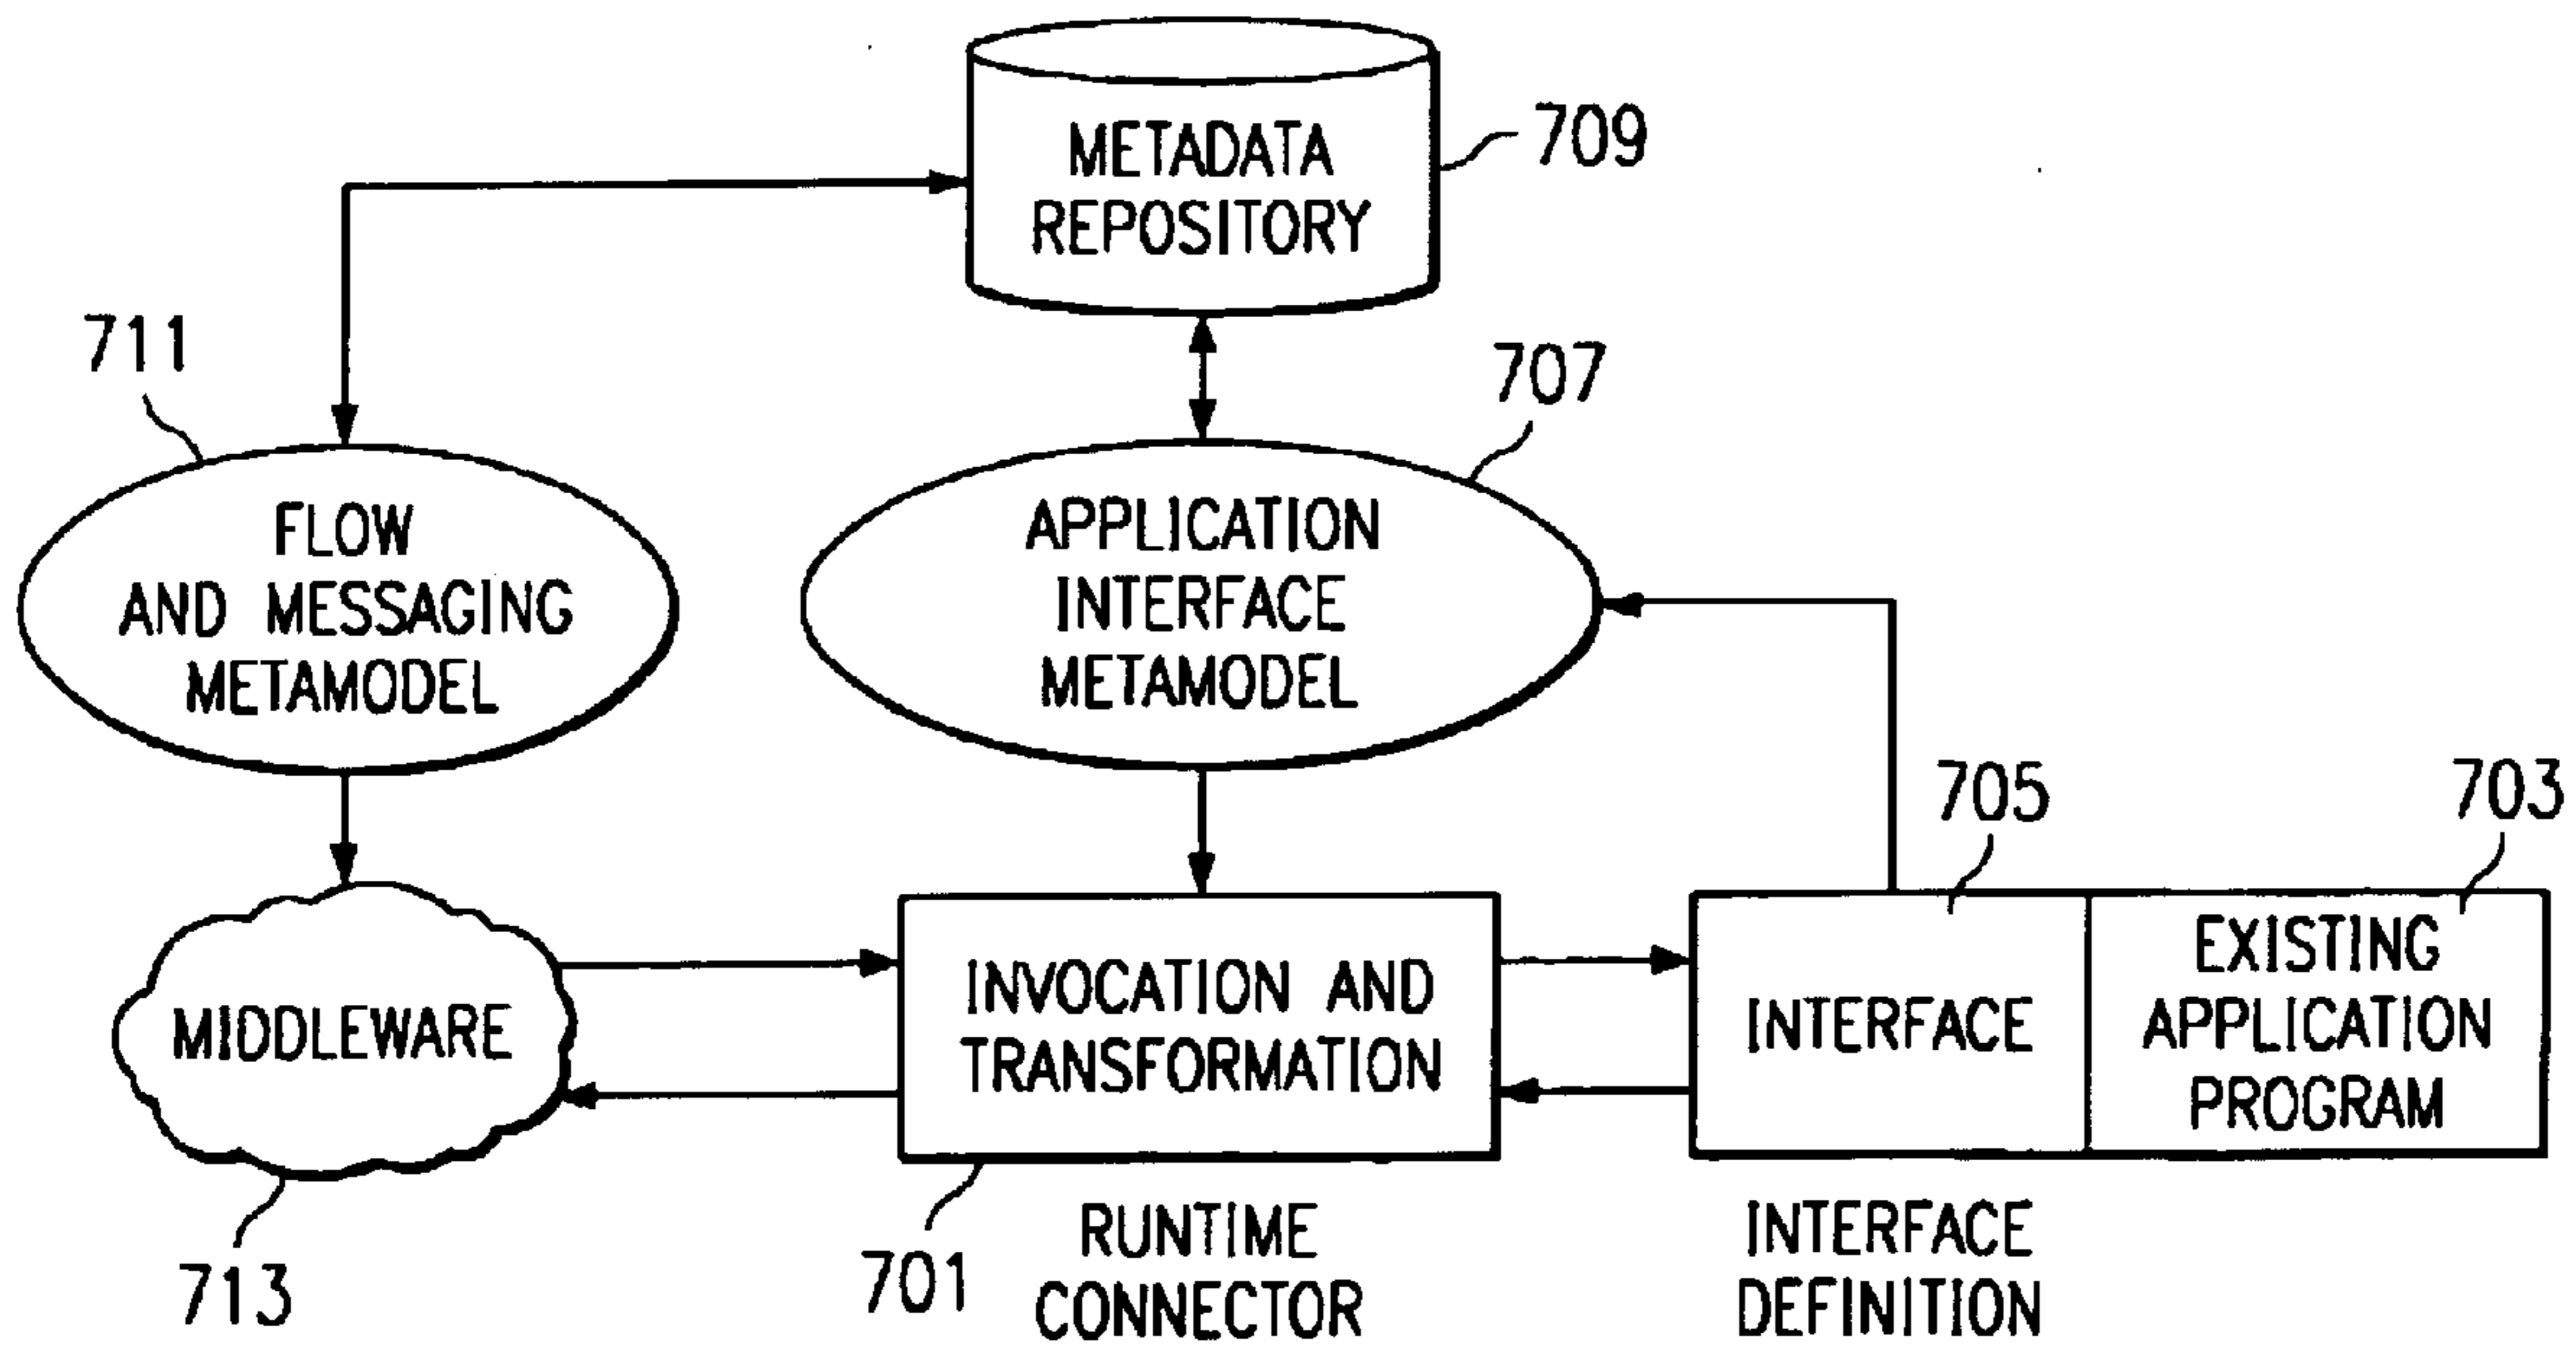 METADATA
REPOSITORY
709
711
707
FLOW
AND MESSAGING
METAMODEL
APPLICATION
INTERFACE
METAMODEL
705
703
MIDDLEWARE
INVOCATION AND
TRANSFORMATION
INTERFACE
EXISTING
APPLICATION
PROGRAM
713
701
RUNTIME
CONNECTOR
INTERFACE
DEFINITION